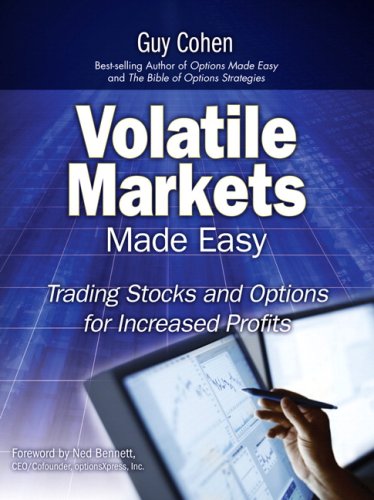 Guy Cohen
Best-selling Author of Options Made Easy
and The Bible of Options Strategies
Volatile
Markets
Made Easy
Trading Stocks and Options
for Increased Profits
Foreword by Ned Bennett,
CEO/Cofounder, optionsXpress, Inc.